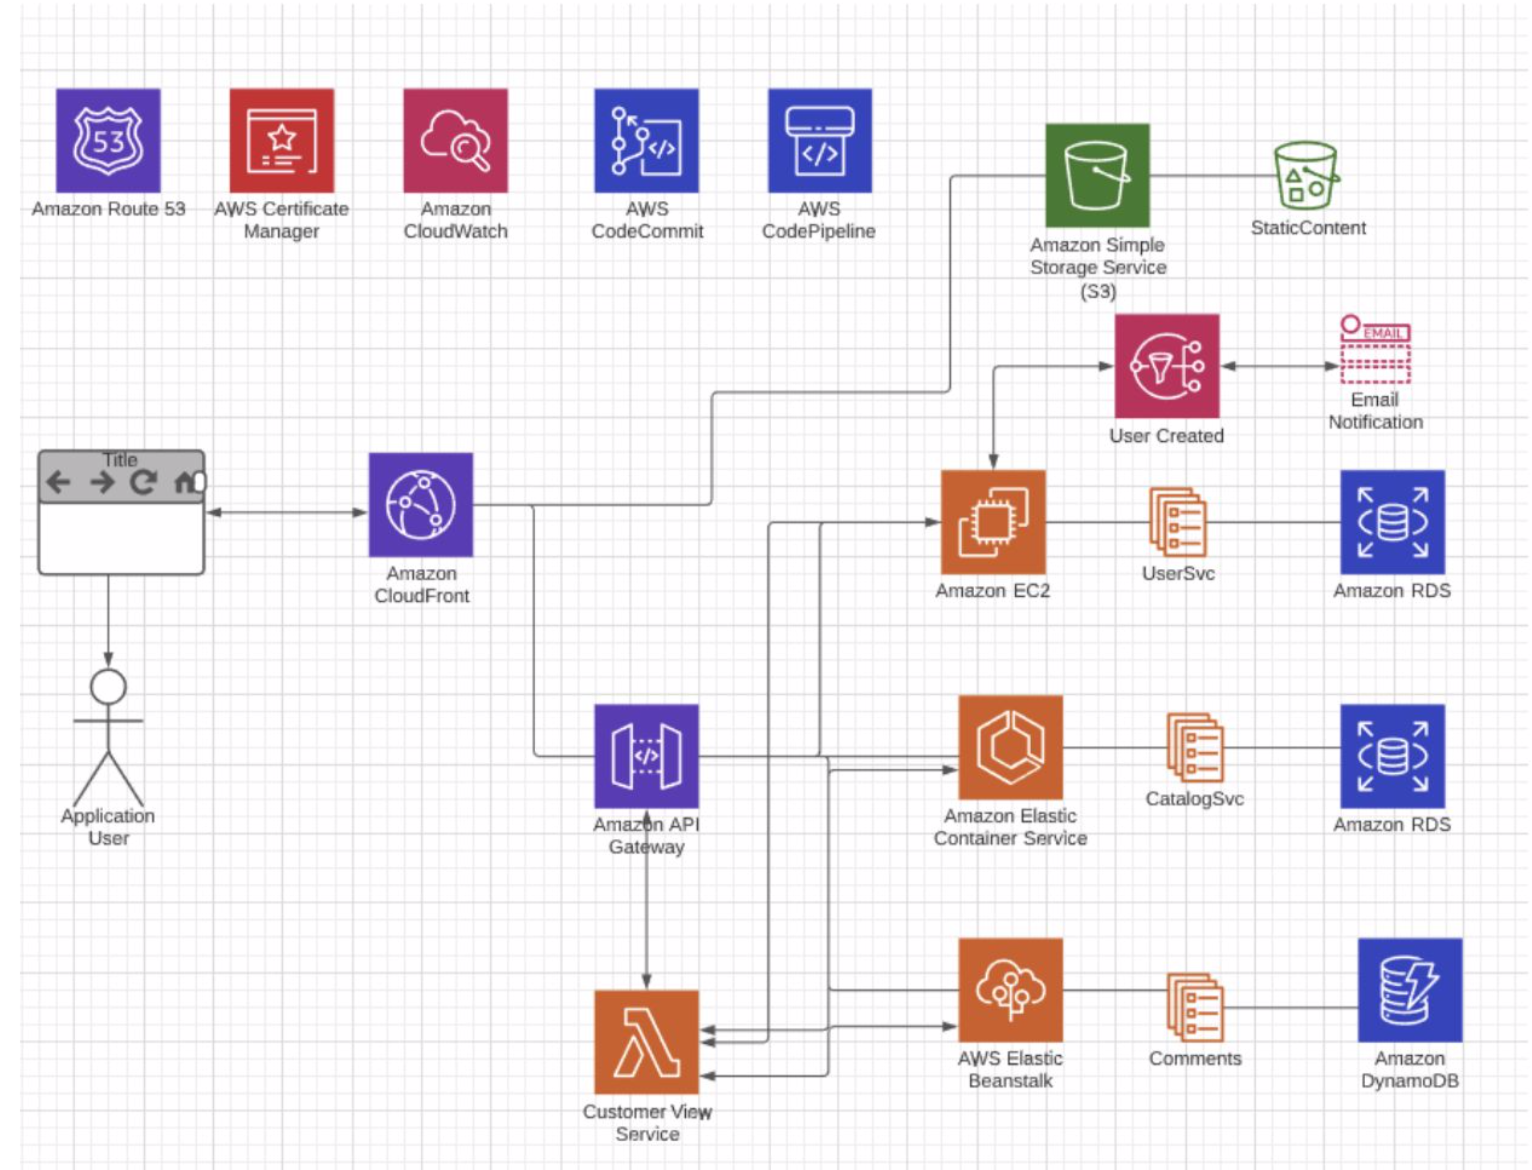 53
Amazon Route 53
AWS Certificate
Manager
Amazon
CloudWatch
</>
AWS
CodeCommit
</>
AWS
CodePipeline
Amazon Simple
Storage Service
(S3)
StaticContent
User Created
EMAIL
Email
Notification
Title
Amazon
CloudFront
Amazon EC2
UserSvc
Amazon RDS
Application
User
</>
Amazon API
Gateway
Amazon Elastic
Container Service
CatalogSvc
Amazon RDS
Customer View
Service
AWS Elastic
Beanstalk
Comments
Amazon
DynamoDB